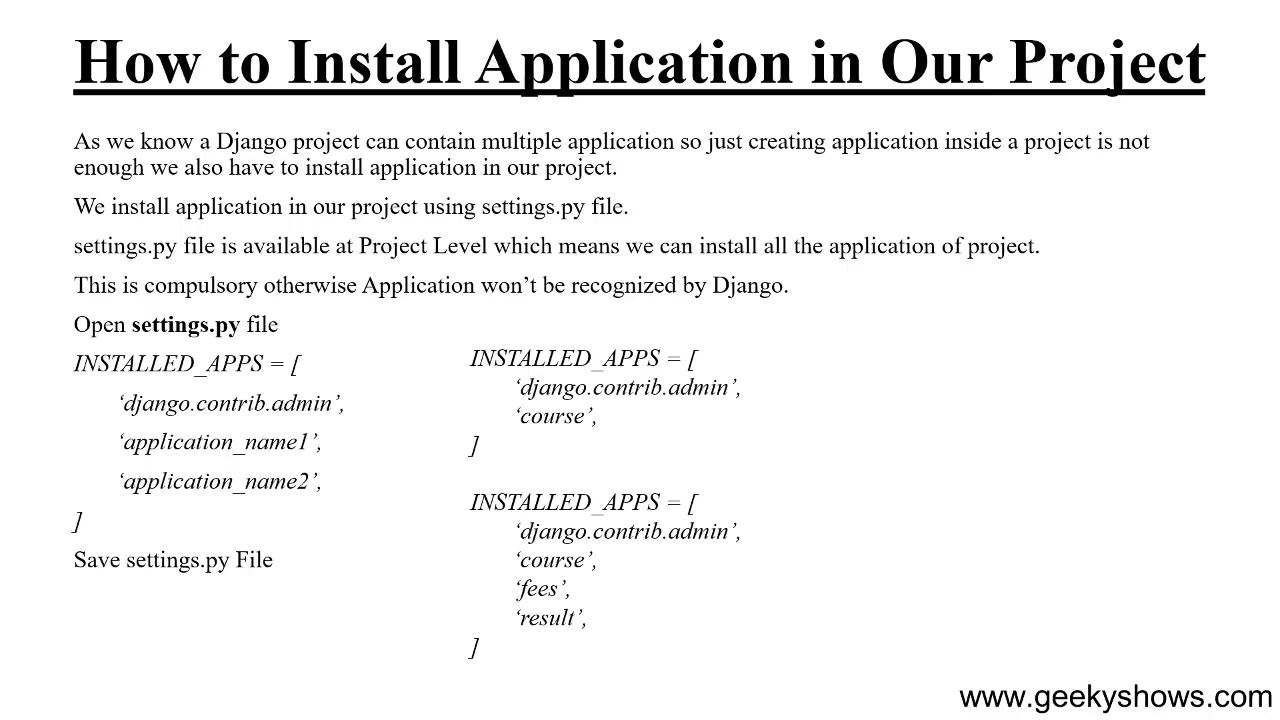 How to Install Application in Our Project
As we know a Django project can contain multiple application so just creating application inside a project is not
enough we also have to install application in our project.
We install application in our project using settings.py file.
settings.py file is available at Project Level which means we can install all the application of project.
This is compulsory otherwise Application won’t be recognized by Django.
Open settings.py file
INSTALLED_APPS = [
‘django.contrib.admin’,
‘application_name1’,
‘application_name2’,
]
Save settings.py File
INSTALLED_APPS = [
‘django.contrib.admin’,
‘course’,
]
INSTALLED_APPS = [
‘django.contrib.admin’,
‘course’,
‘fees’,
‘result’,
]
www.geekyshows.com